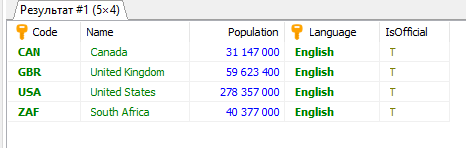 Результат #1 (5×4)
Code Name Population Language IsOfficial
CAN Canada 31 147 000 English T
GBR United Kingdom 59 623 400 English T
USA United States 278 357 000 English T
ZAF South Africa 40 377 000 English T